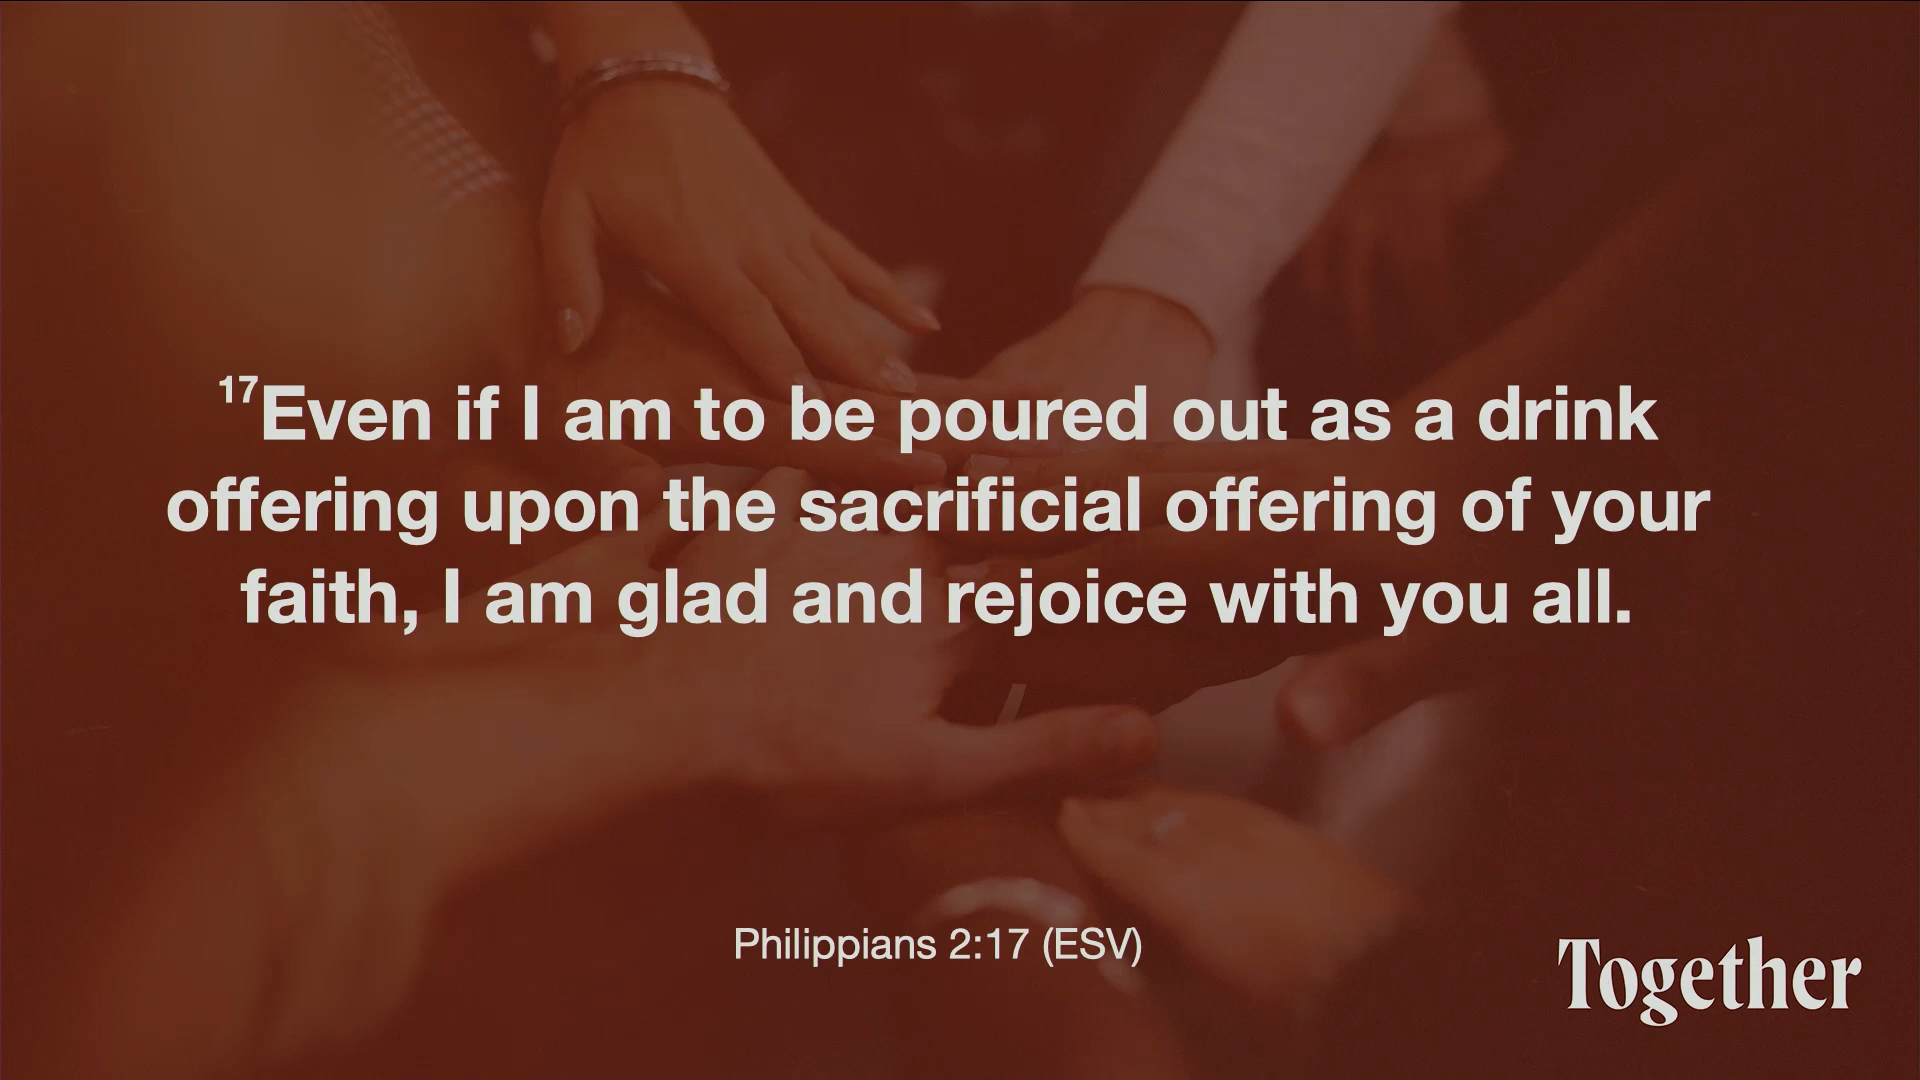 17Even if I am to be poured out as a drink
offering upon the sacrificial offering of your
faith, I am glad and rejoice with you all.
Philippians 2:17 (ESV)
Together